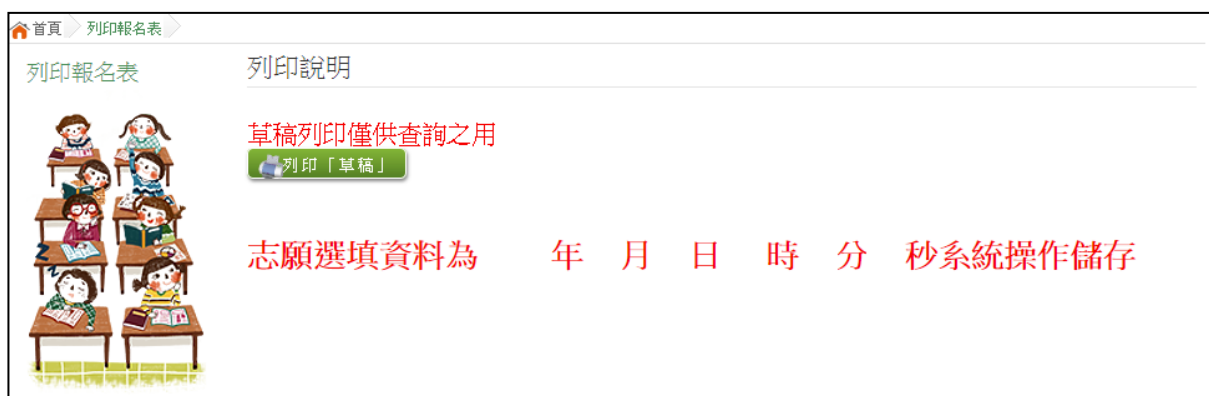 首頁 列印報名表
列印報名表
列印說明
草稿列印僅供查詢之用
列印「草稿」
志願選填資料為 年 月 日 時 分 秒系統操作儲存